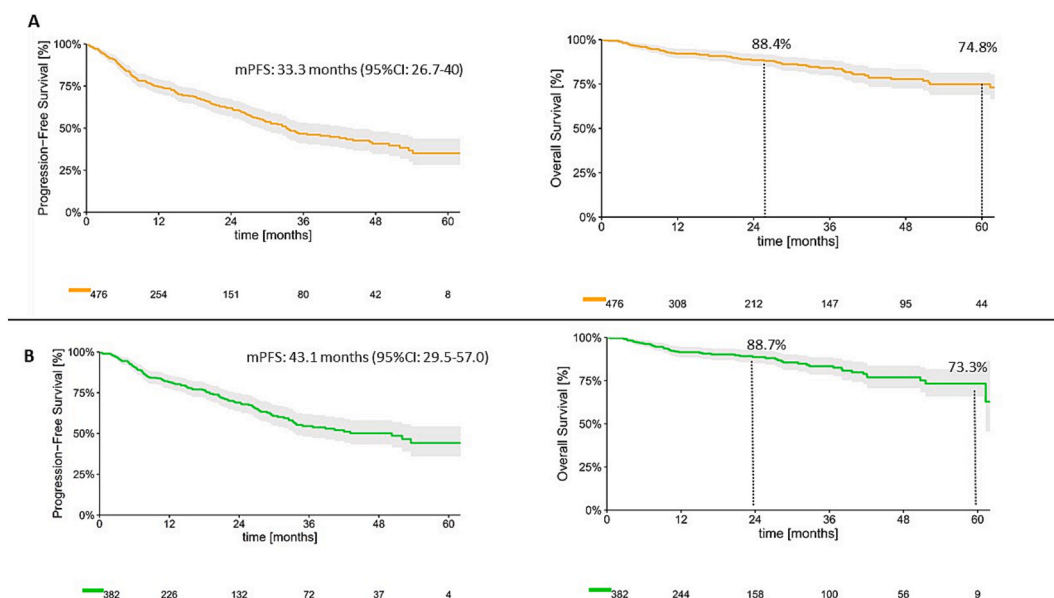 A
Progression-Free Survival [%]
100%
75%
50%
25%
0%
mPFS: 33.3 months (95%CI: 26.7-40)
0 12 24 36 48 60
time [months]
476 254 151 80 42 8
Overall Survival [%]
100%
75%
50%
25%
0%
88.4%
74.8%
0 12 24 36 48 60
time [months]
476 308 212 147 95 44
B
Progression-Free Survival [%]
100%
75%
50%
25%
0%
mPFS: 43.1 months (95%CI: 29.5-57.0)
0 12 24 36 48 60
time [months]
382 226 132 72 37 4
Overall Survival [%]
100%
75%
50%
25%
0%
88.7%
73.3%
0 12 24 36 48 60
time [months]
382 244 158 100 56 9